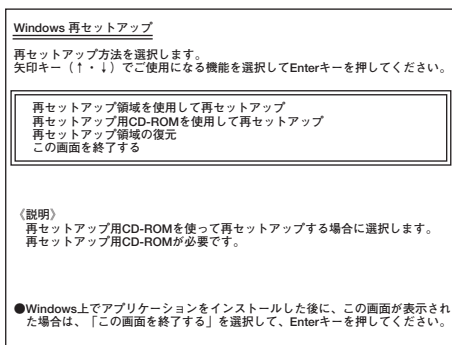 Windows 再セットアップ
再セットアップ方法を選択します。
矢印キー（↑・↓）でご使用になる機能を選択してEnterキーを押してください。
再セットアップ領域を使用して再セットアップ
再セットアップ用CD-ROMを使用して再セットアップ
再セットアップ領域の復元
この画面を終了する
《説明》
再セットアップ用CD-ROMを使って再セットアップする場合に選択します。
再セットアップ用CD-ROMが必要です。
●Windows上でアプリケーションをインストールした後に、この画面が表示され
た場合は、「この画面を終了する」を選択して、Enterキーを押してください。